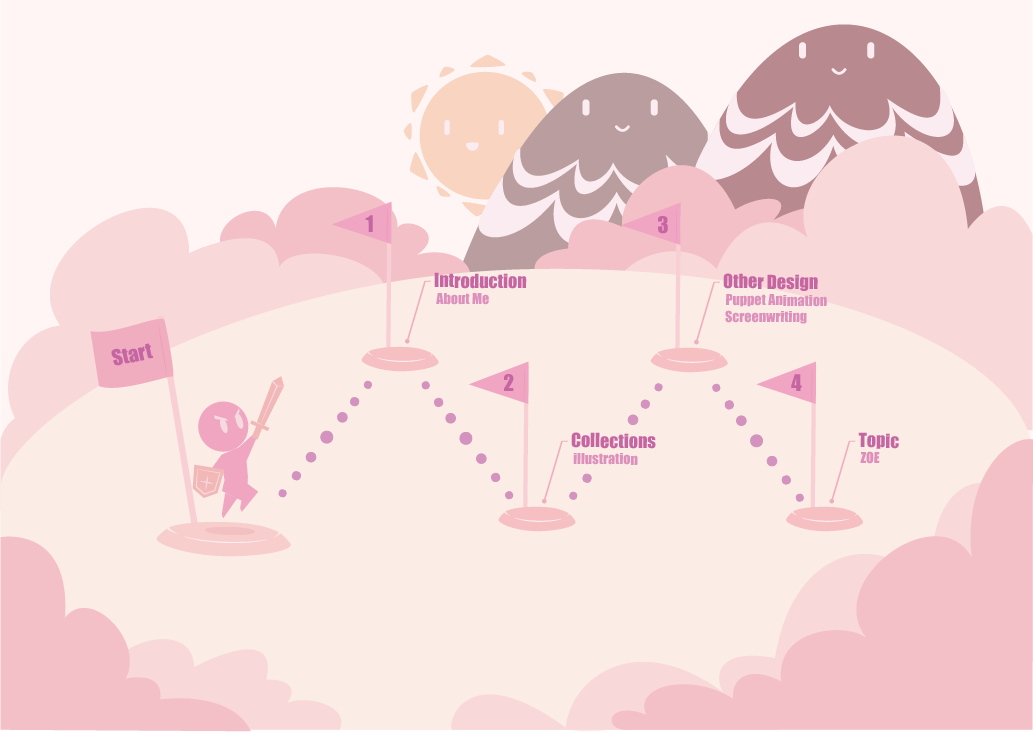 Start
1
Introduction
About Me
2
Collections
illustration
3
Other Design
Puppet Animation
Screenwriting
4
Topic
ZOE